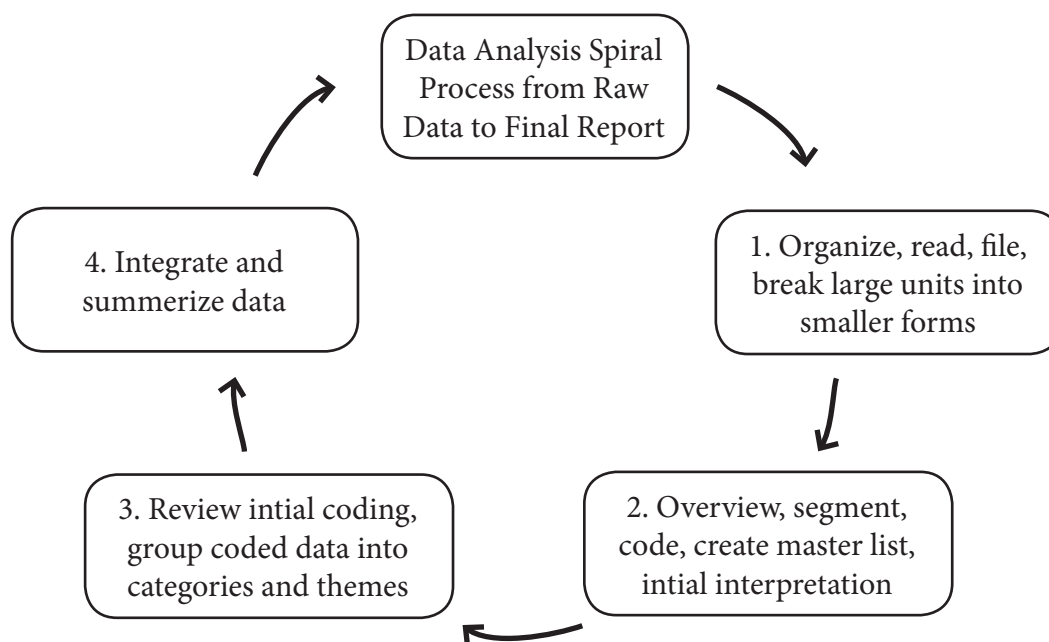 Data Analysis Spiral
Process from Raw
Data to Final Report
1. Organize, read, file,
break large units into
smaller forms
2. Overview, segment,
code, create master list,
intial interpretation
3. Review intial coding,
group coded data into
categories and themes
4. Integrate and
summerize data